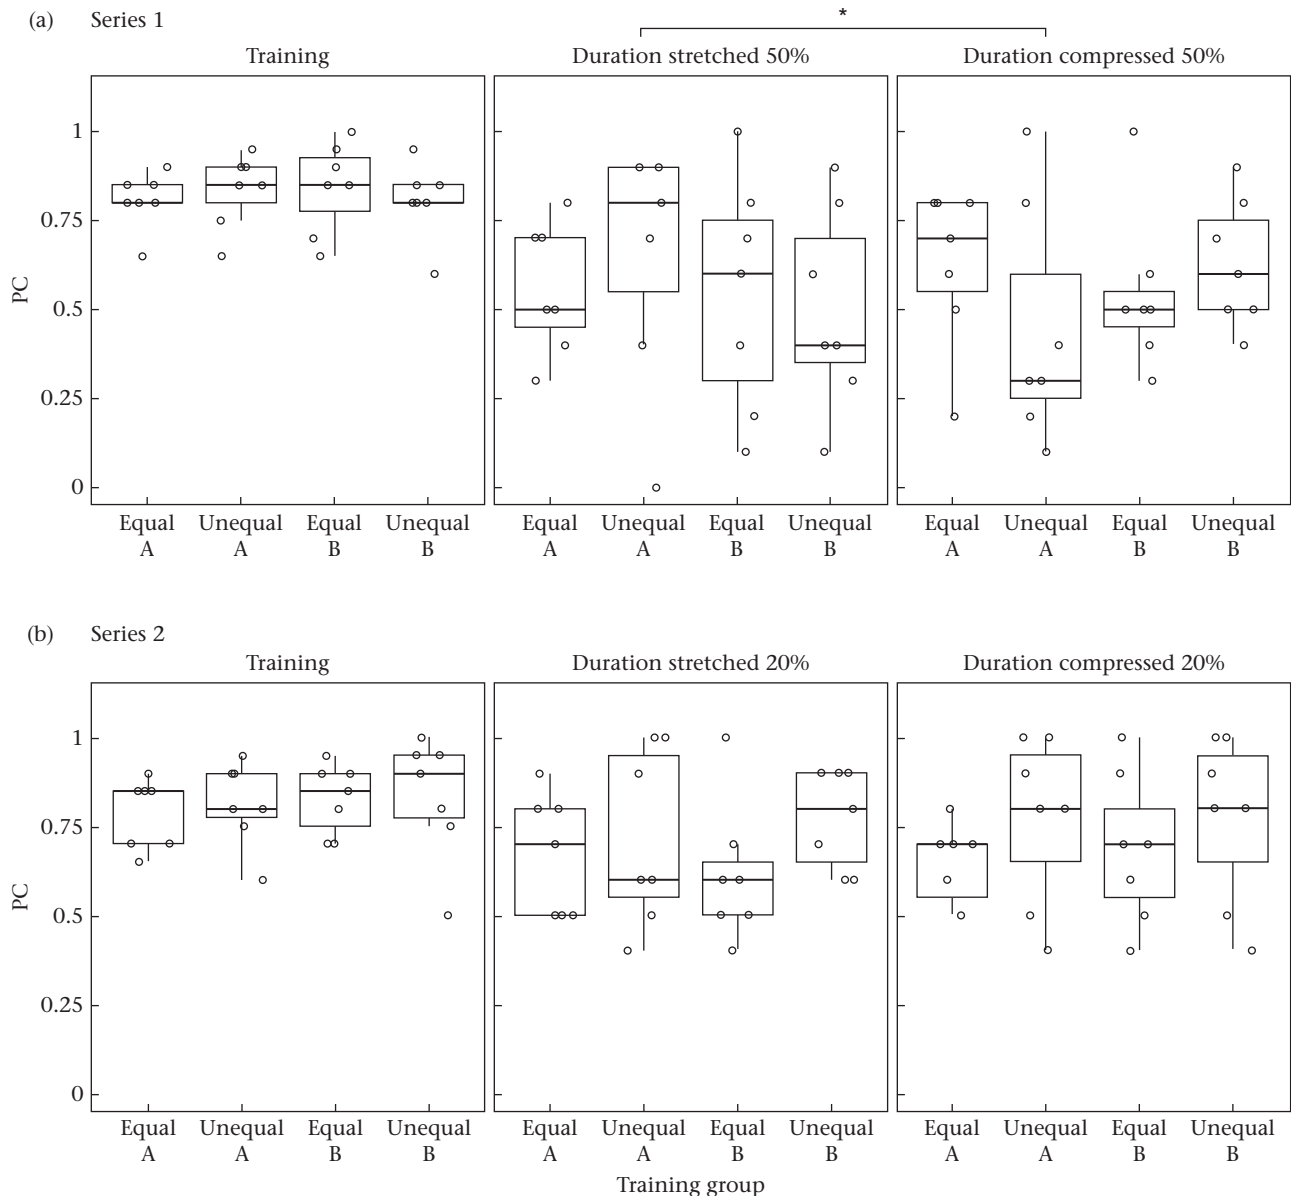 (a) Series 1
*
Training Duration stretched 50% Duration compressed 50%
PC
1
0.75
0.5
0.25
0
Equal Unequal Equal Unequal Equal Unequal Equal Unequal Equal Unequal Equal Unequal
A A B B A A B B A A B B
(b) Series 2
Training Duration stretched 20% Duration compressed 20%
PC
1
0.75
0.5
0.25
0
Equal Unequal Equal Unequal Equal Unequal Equal Unequal Equal Unequal Equal Unequal
A A B B A A B B A A B B
Training group